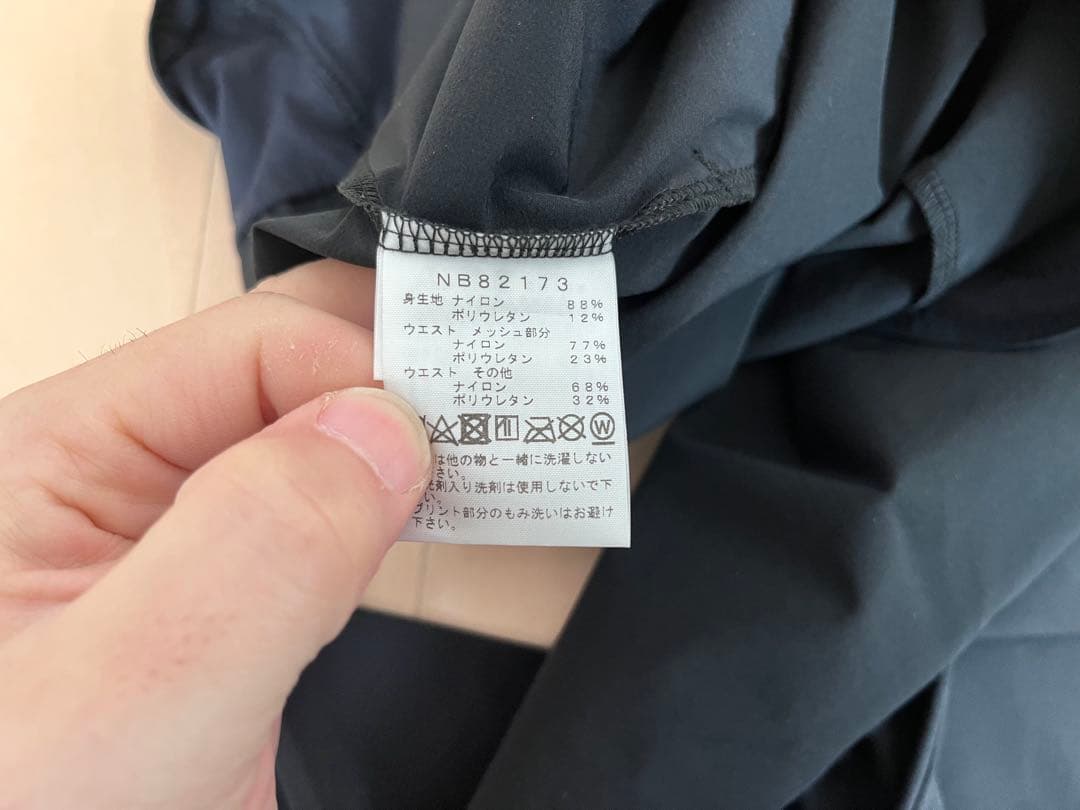 NB82173
身生地 ナイロン 88%
ポリウレタン 12%
ウエスト メッシュ部分
ナイロン 77%
ポリウレタン 23%
ウエスト その他
ナイロン 68%
ポリウレタン 32%
W
は他の物と一緒に洗濯しない
さい。
剤入り洗剤は使用しないで下
い。
プリント部分のもみ洗いはお避け
下さい。